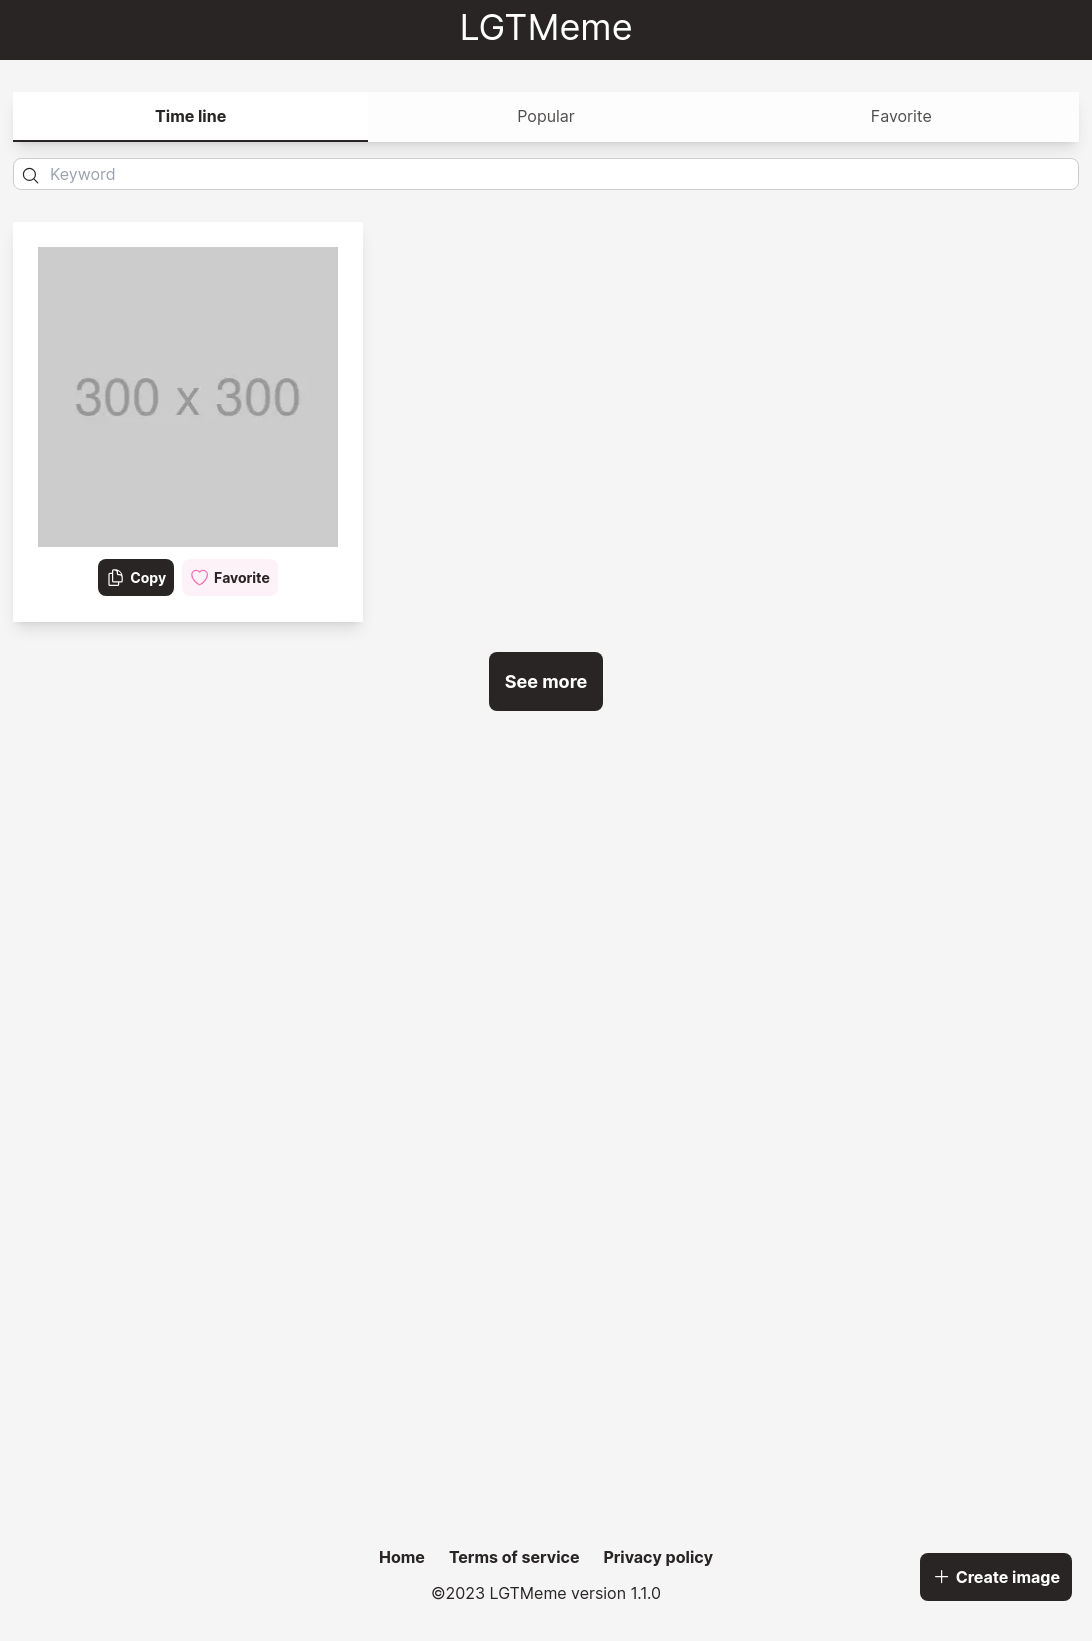 LGTMeme
Time line
Popular
Favorite
Keyword
300 x 300
Copy
Favorite
See more
Home
Terms of service
Privacy policy
©2023 LGTMeme version 1.1.0
Create image